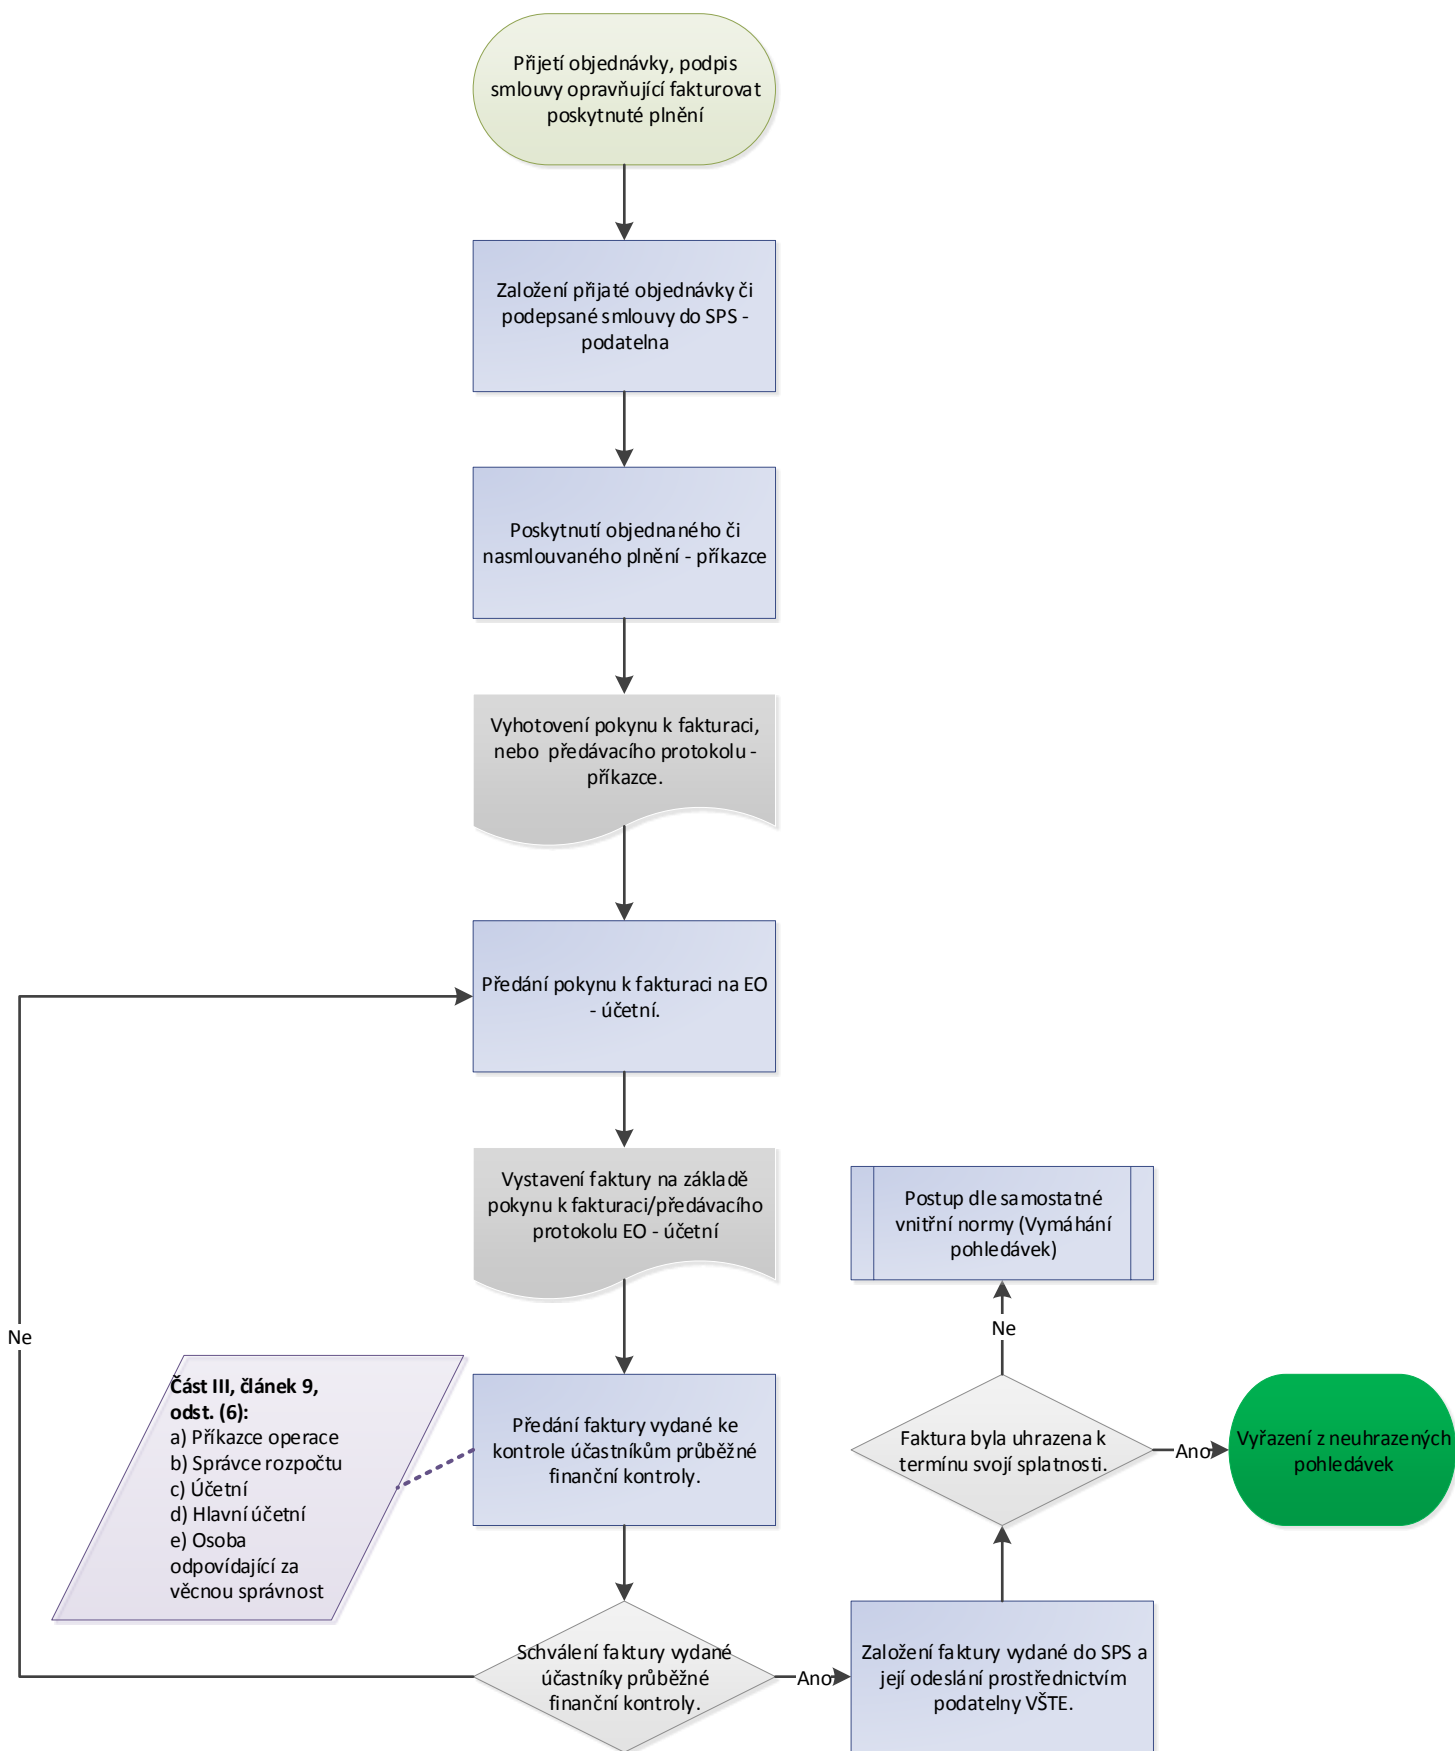 Přijetí objednávky, podpis
smlouvy opravňující fakturovat
poskytnuté plnění
Založení přijaté objednávky či
podepsané smlouvy do SPS -
podatelna
Poskytnutí objednaného či
nasmlouvaného plnění - příkazce
Vyhotovení pokynu k fakturaci,
nebo předávacího protokolu -
příkazce.
Předání pokynu k fakturaci na EO
- účetní.
Vystavení faktury na základě
pokynu k fakturaci/předávacího
protokolu EO - účetní
Postup dle samostatné
vnitřní normy (Vymáhání
pohledávek)
Ne
Ne
Část III, článek 9,
odst. (6):
a) Příkazce operace
b) Správce rozpočtu
c) Účetní
d) Hlavní účetní
e) Osoba
odpovídající za
věcnou správnost
Předání faktury vydané ke
kontrole účastníkům průběžné
finanční kontroly.
Faktura byla uhrazena k
termínu svojí splatnosti.
Ano
Vyřazení z neuhrazených
pohledávek
Schválení faktury vydané
účastníky průběžné
finanční kontroly.
Ano
Založení faktury vydané do SPS a
její odeslání prostřednictvím
podatelny VŠTE.